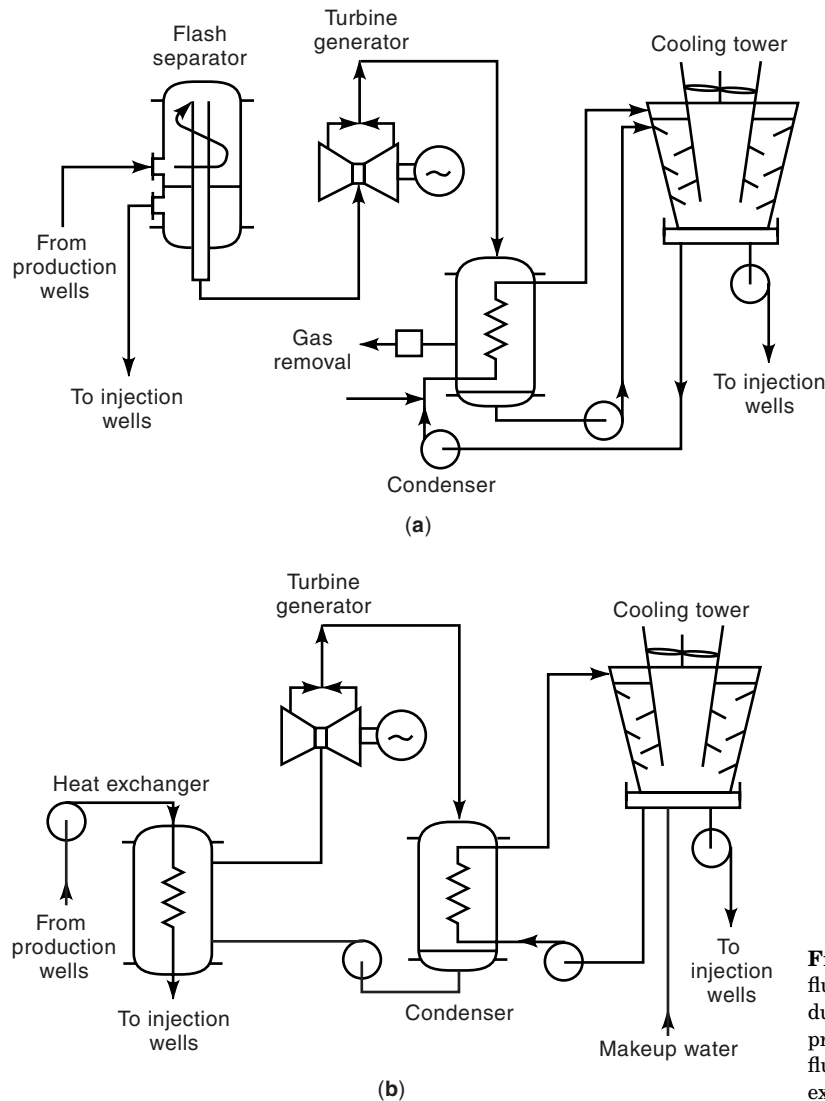 Turbine
generator
Flash
separator
Cooling tower
From
production
wells
Gas
removal
To injection
wells
To injection
wells
Condenser
(a)
Turbine
generator
Cooling tower
Heat exchanger
From
production
wells
To
injection
wells
To injection
wells
Condenser
Makeup water
(b)